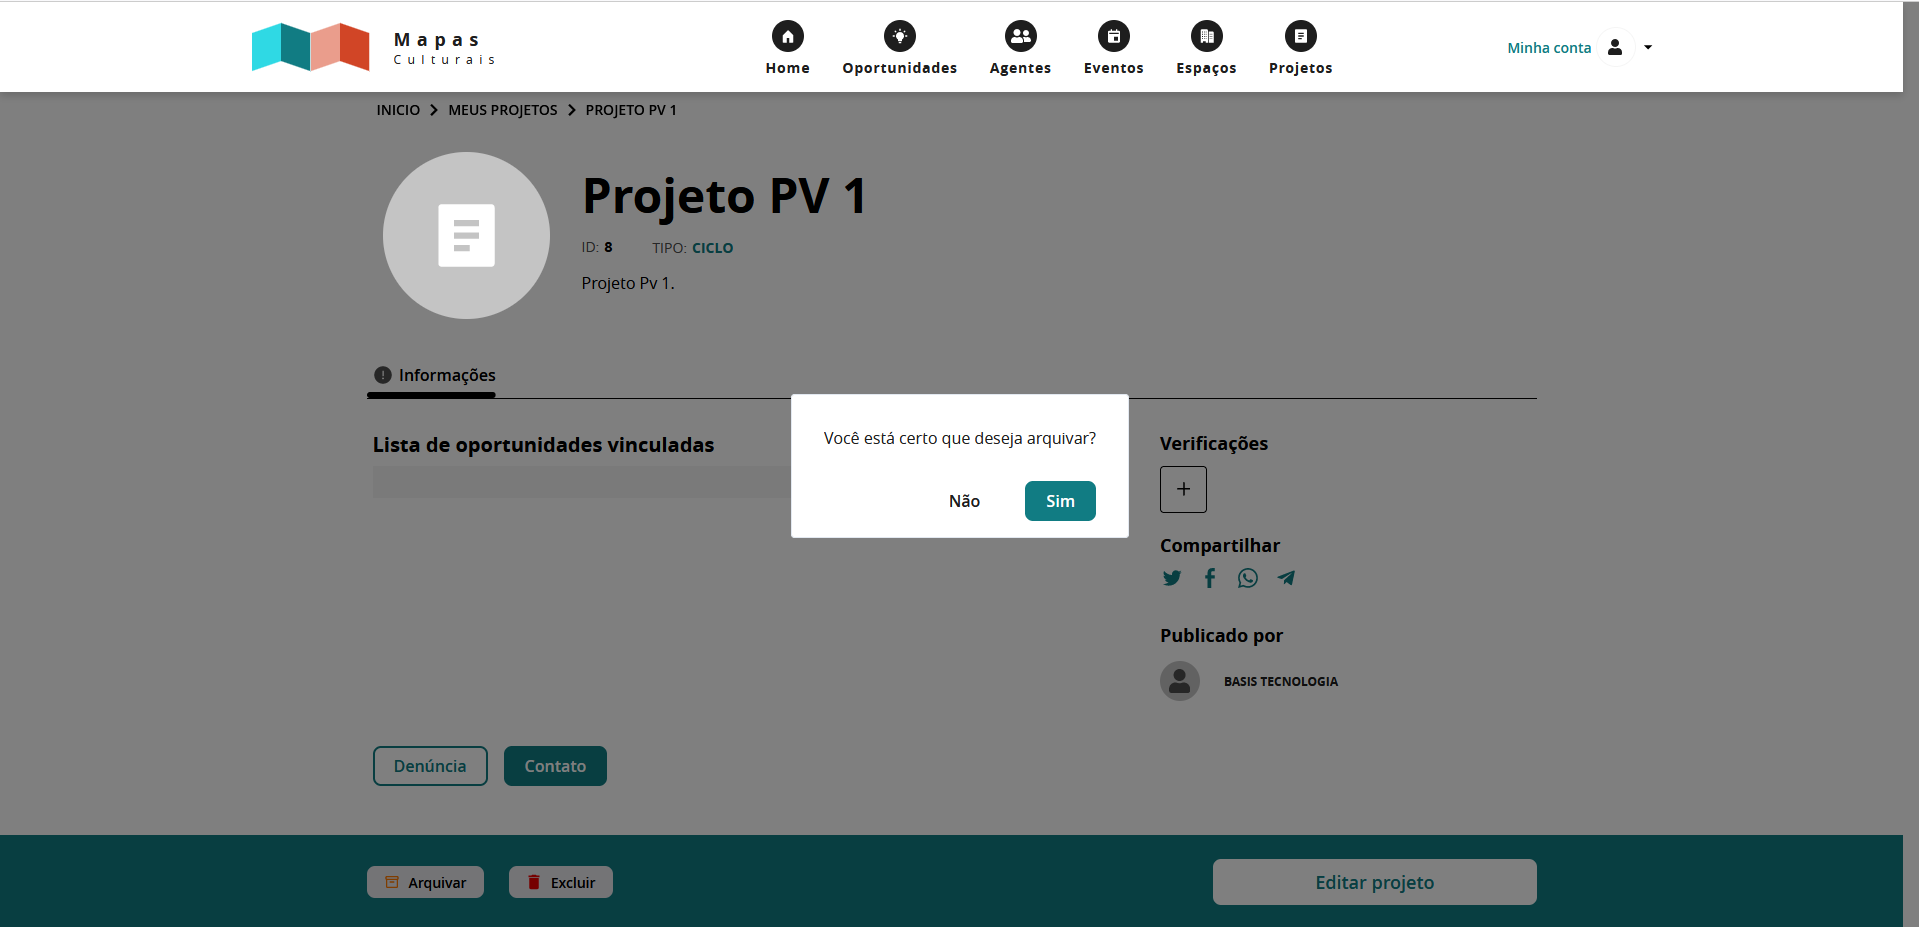 Mapas
Culturais
Home
Oportunidades
Agentes
Eventos
Espaços
Projetos
Minha conta
INICIO > MEUS PROJETOS > PROJETO PV 1
Projeto PV 1
ID: 8 TIPO: CICLO
Projeto Pv 1.
Informações
Lista de oportunidades vinculadas
Você está certo que deseja arquivar?
Não
Sim
Verificações
Compartilhar
Publicado por
BASIS TECNOLOGIA
Denúncia
Contato
Arquivar
Excluir
Editar projeto